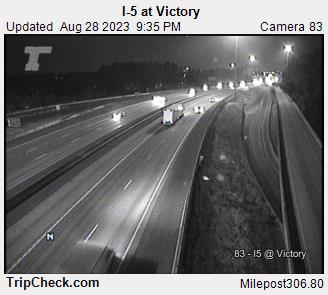 I-5 at Victory
Updated Aug 28 2023 9:35 PM Camera 83
T
N
83 - I5 @ Victory
TripCheck.com Milepost306.80